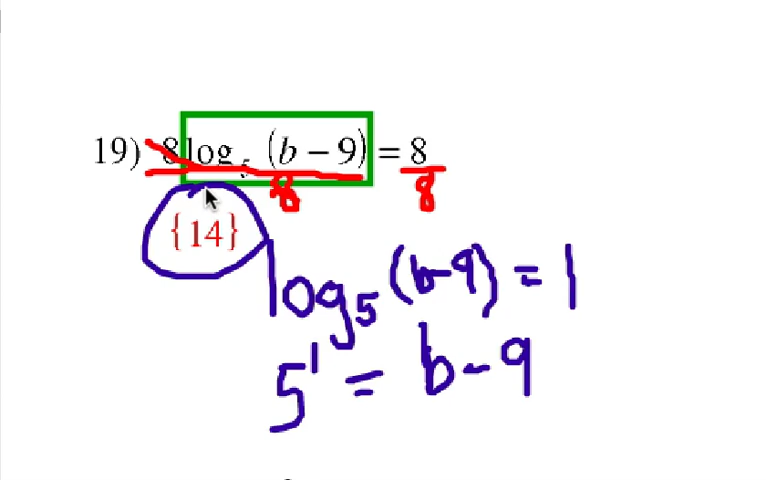 19) 8log₅ (b − 9) = 8
8 8
{14}
log₅ (b-9) = 1
5¹ = b - 9